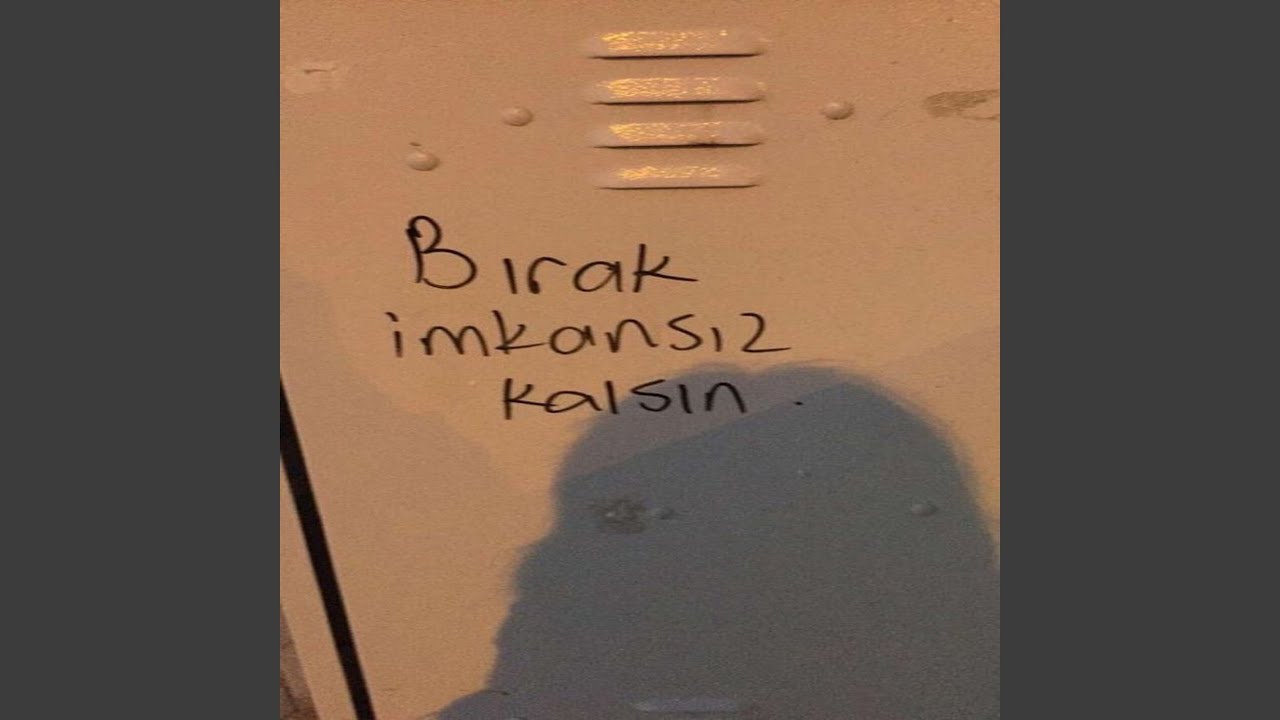 Bırak
imkansız
kalsın.